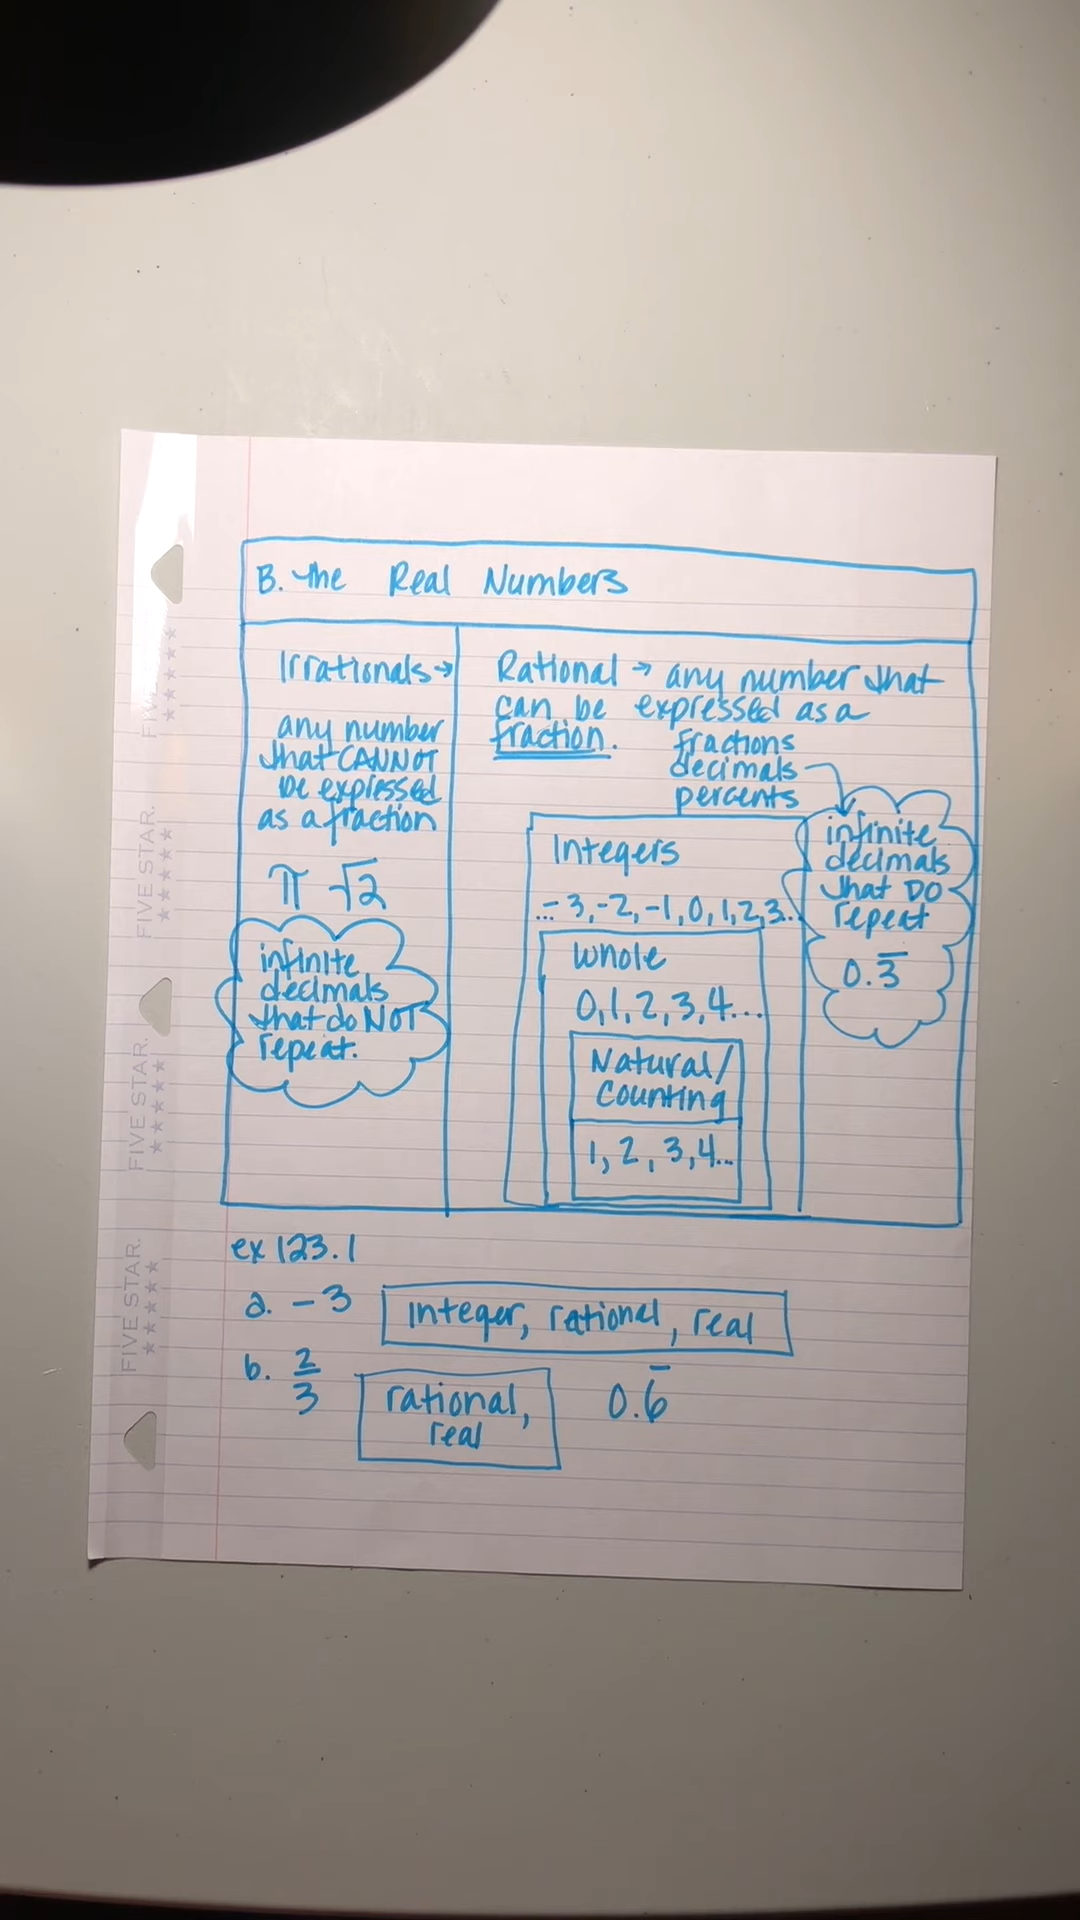 B. The Real Numbers
Irrationals →
any number
that CANNOT
be expressed
as a fraction
π √2
infinite
decimals
that do NOT
repeat.
Rational → any number that
can be expressed as a
fraction.
fractions
decimals
percents
Integers
...-3,-2,-1,0,1,2,3...
Whole
0,1,2,3,4...
Natural/
Counting
1, 2, 3,4...
infinite
decimals
that DO
repeat
0.3̅
ex 123.1
a. -3 Integer, rational, real
b. 2/3 rational,
real
0.6̅
FIVE STAR.
FIVE STAR.
FIVE STAR.